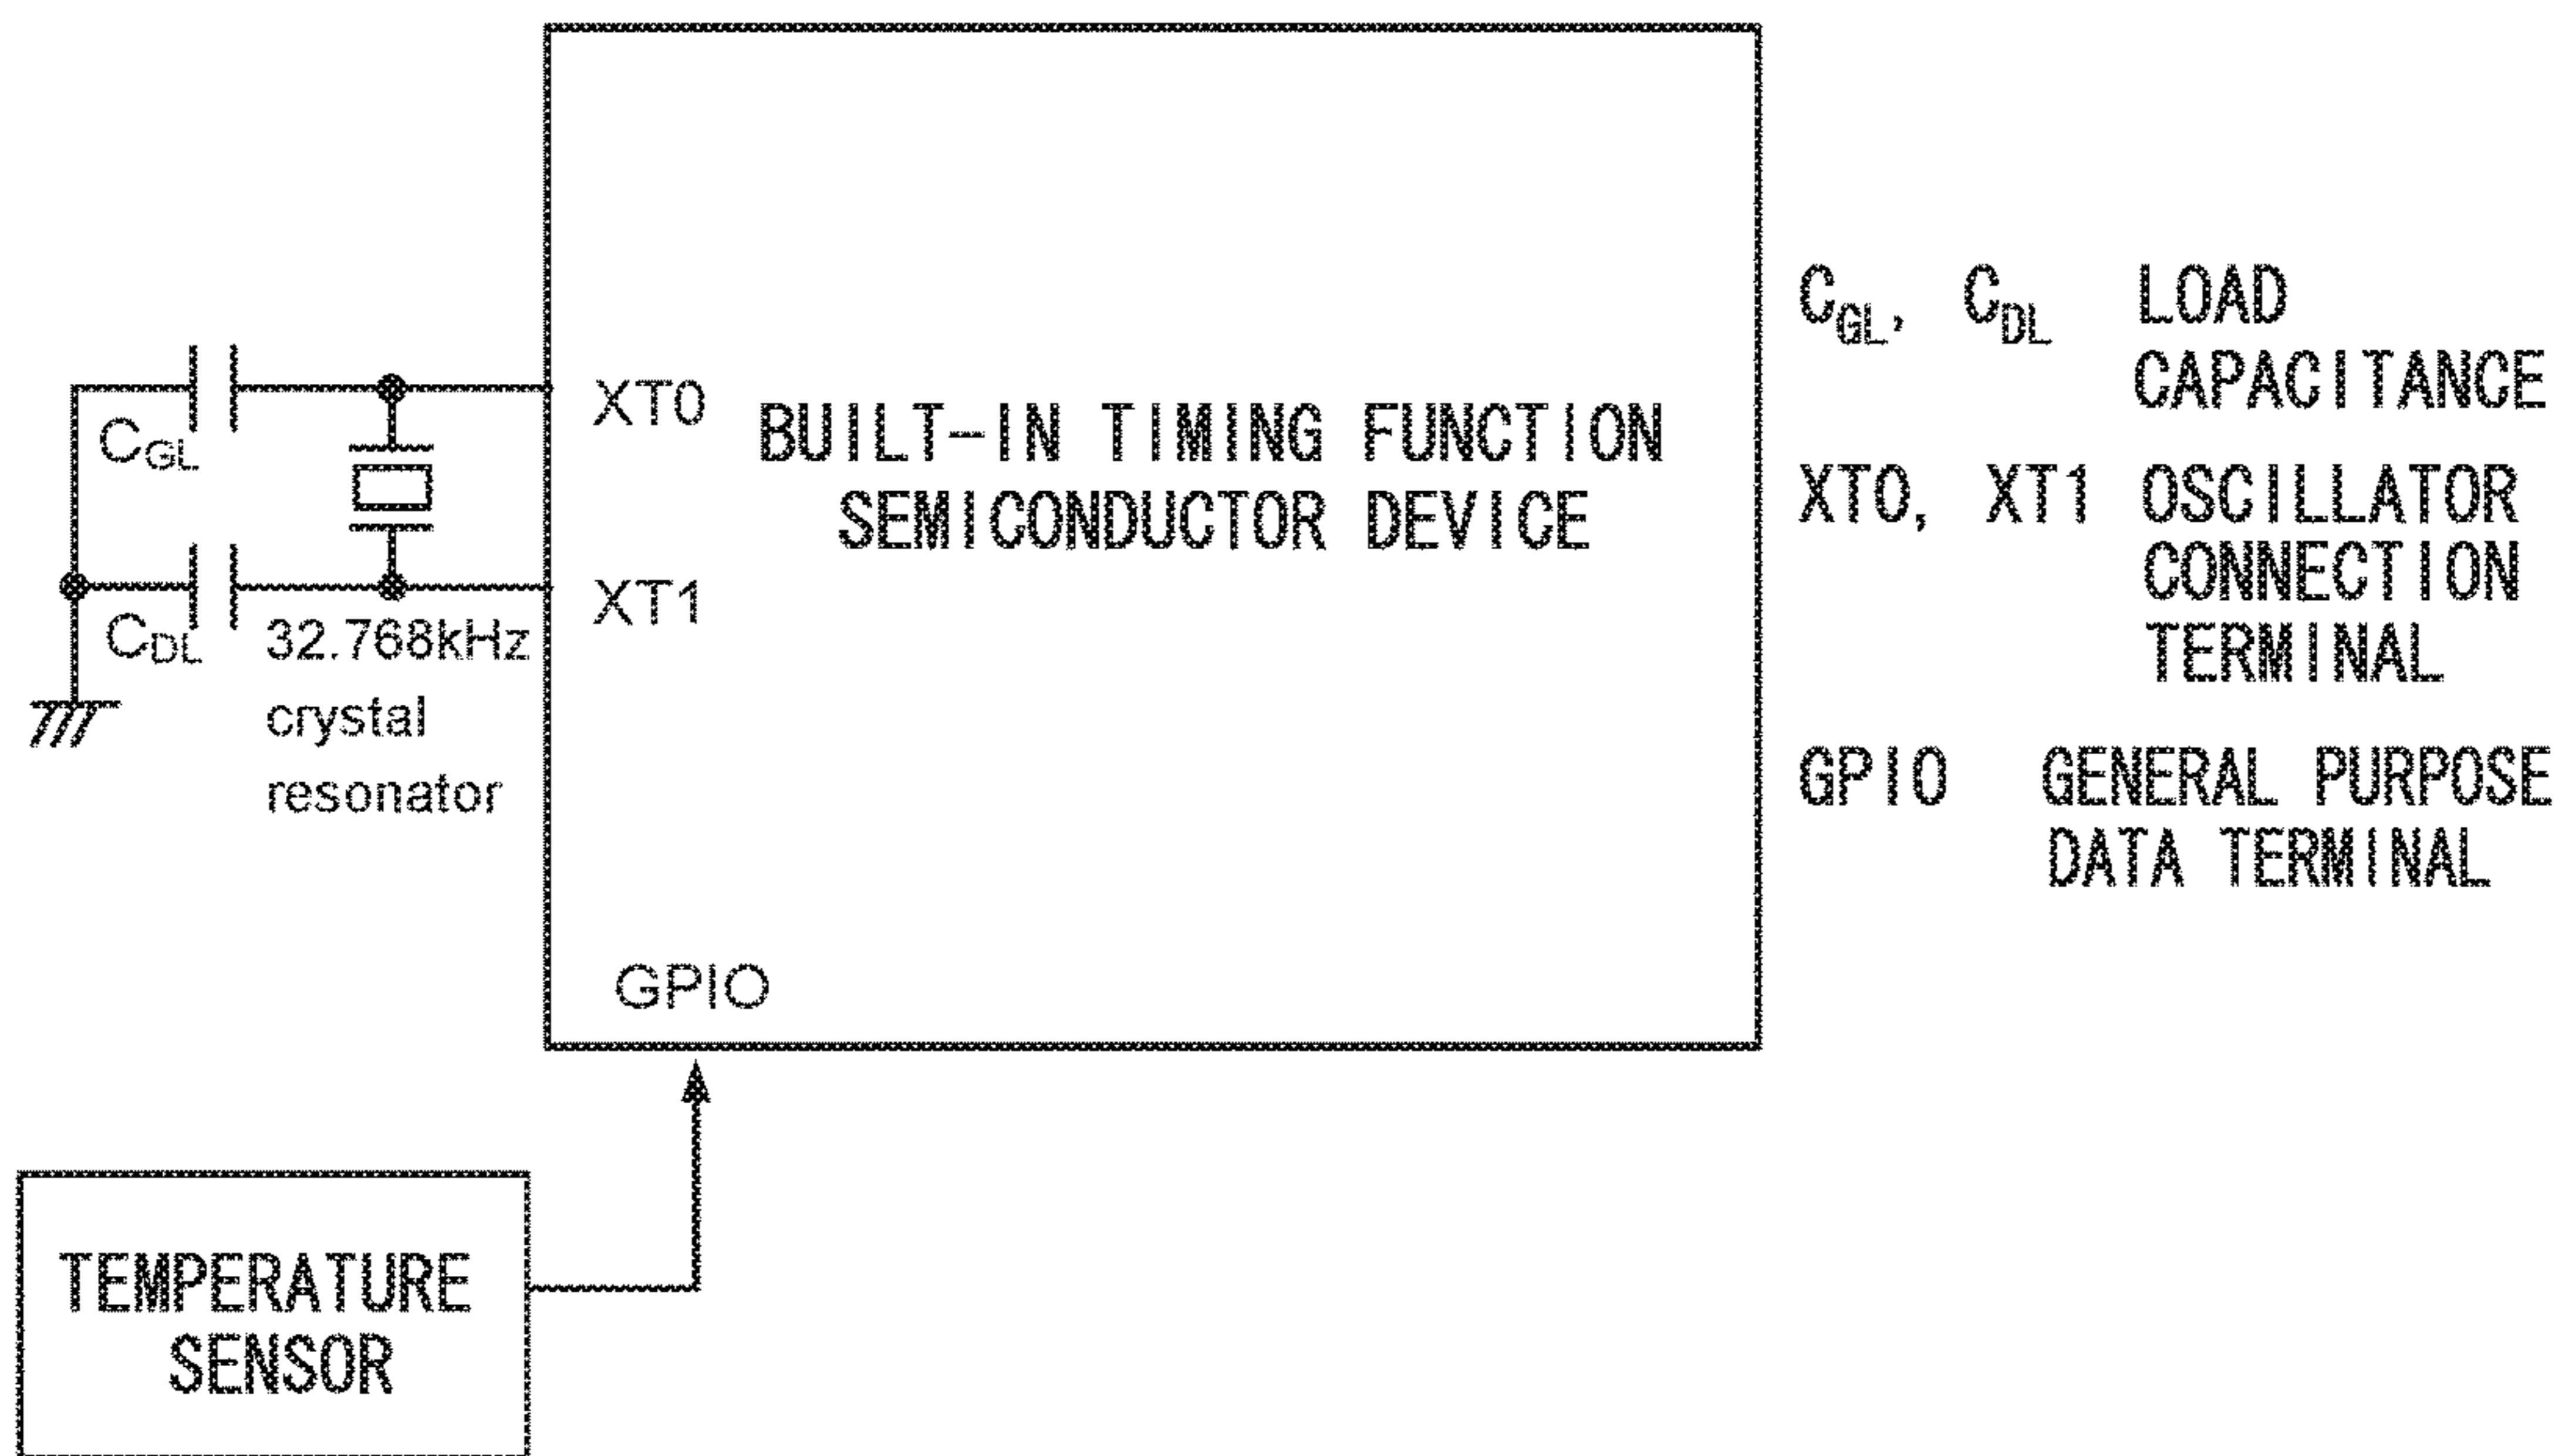 XT0
BUILT-IN TIMING FUNCTION
SEMICONDUCTOR DEVICE
XT1
GPIO
CGL
CDL
32.768kHz
crystal
resonator
TEMPERATURE
SENSOR
CGL, CDL LOAD
CAPACITANCE
XT0, XT1 OSCILLATOR
CONNECTION
TERMINAL
GPIO GENERAL PURPOSE
DATA TERMINAL